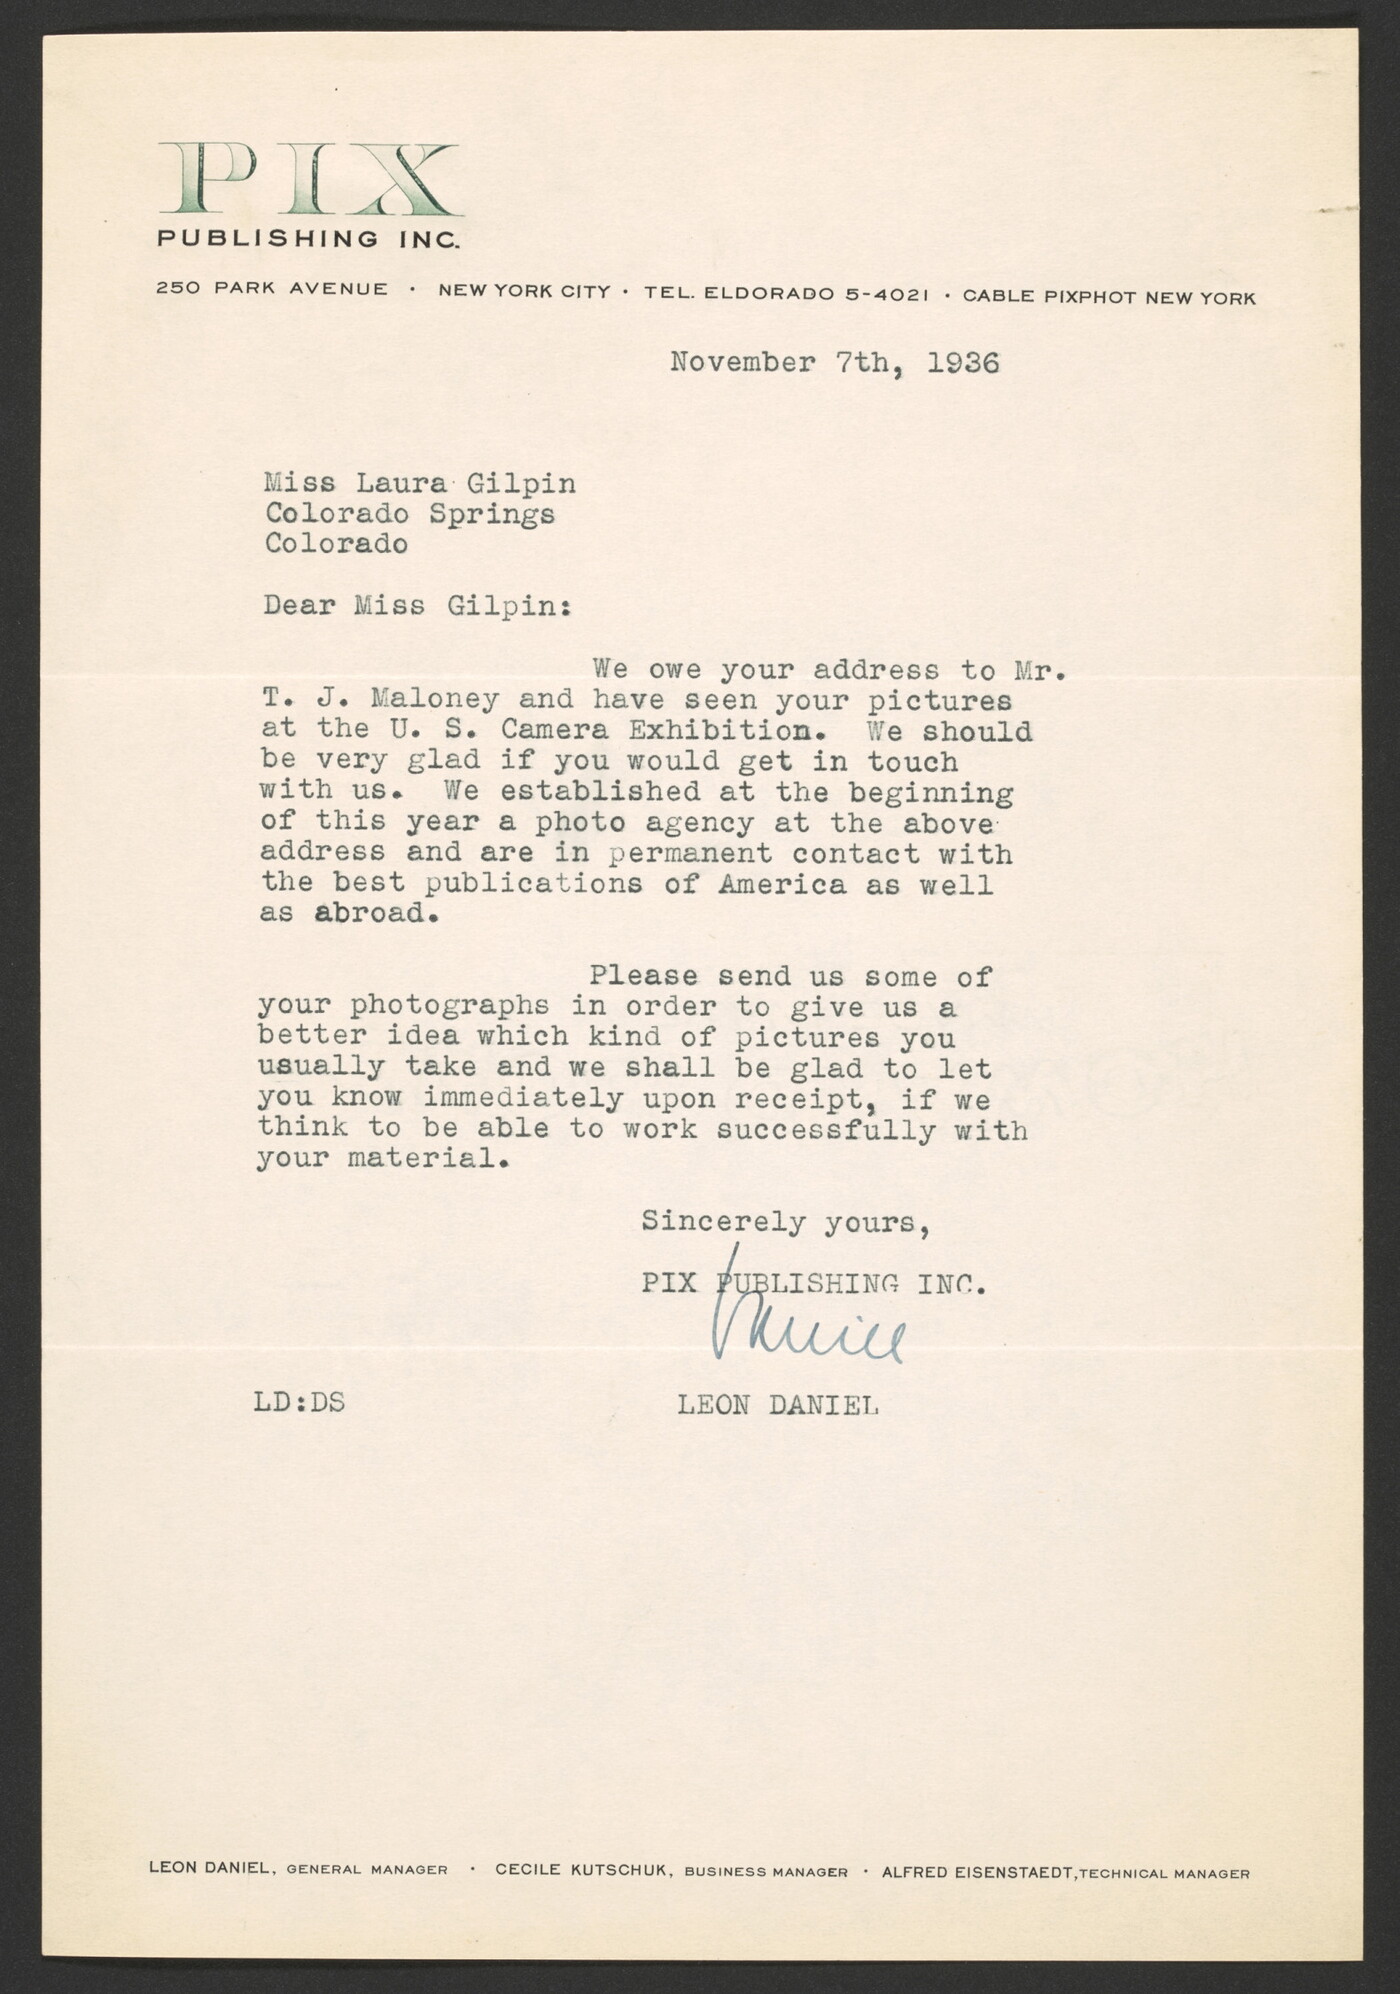 PIX
PUBLISHING INC.
250 PARK AVENUE · NEW YORK CITY · TEL. ELDORADO 5-4021 · CABLE PIXPHOT NEW YORK
November 7th, 1936
Miss Laura Gilpin
Colorado Springs
Colorado
Dear Miss Gilpin:
We owe your address to Mr.
T. J. Maloney and have seen your pictures
at the U. S. Camera Exhibition. We should
be very glad if you would get in touch
with us. We established at the beginning
of this year a photo agency at the above
address and are in permanent contact with
the best publications of America as well
as abroad.
Please send us some of
your photographs in order to give us a
better idea which kind of pictures you
usually take and we shall be glad to let
you know immediately upon receipt, if we
think to be able to work successfully with
your material.
Sincerely yours,
PIX PUBLISHING INC.
Daniel
LD:DS LEON DANIEL
LEON DANIEL, GENERAL MANAGER · CECILE KUTSCHUK, BUSINESS MANAGER · ALFRED EISENSTAEDT, TECHNICAL MANAGER